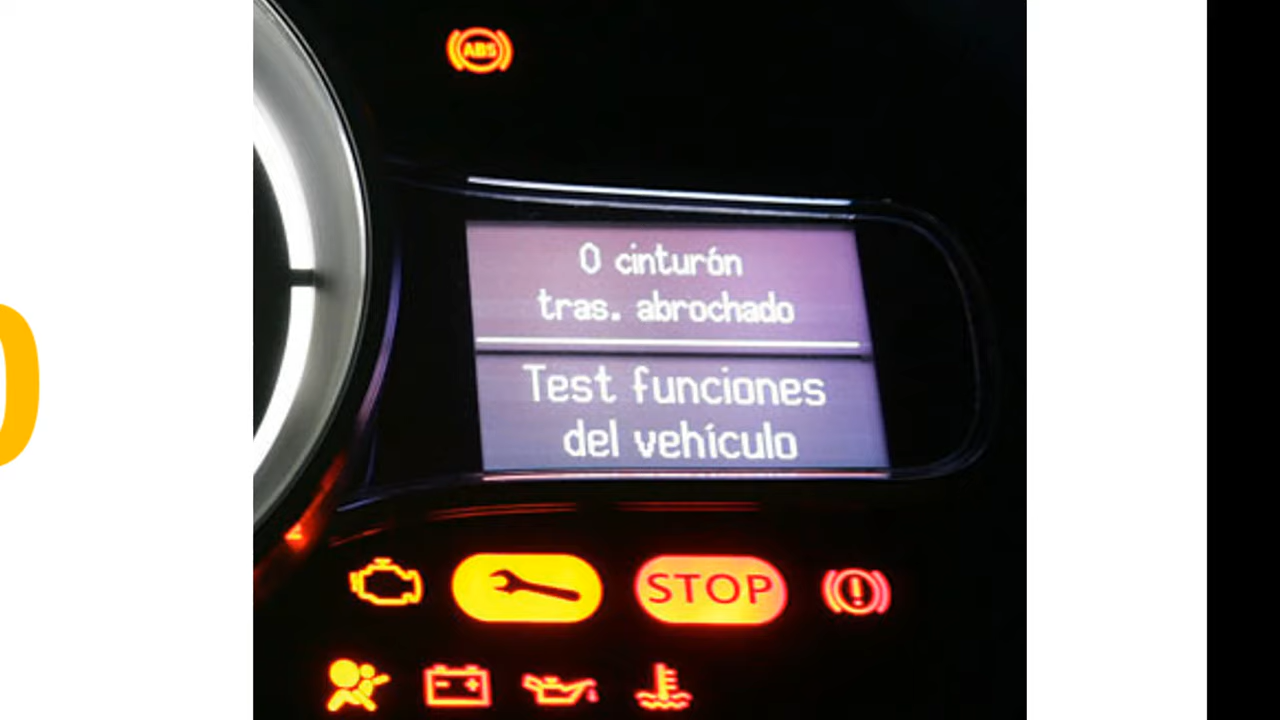 ABS
0 cinturón
tras. abrochado
Test funciones
del vehículo
STOP